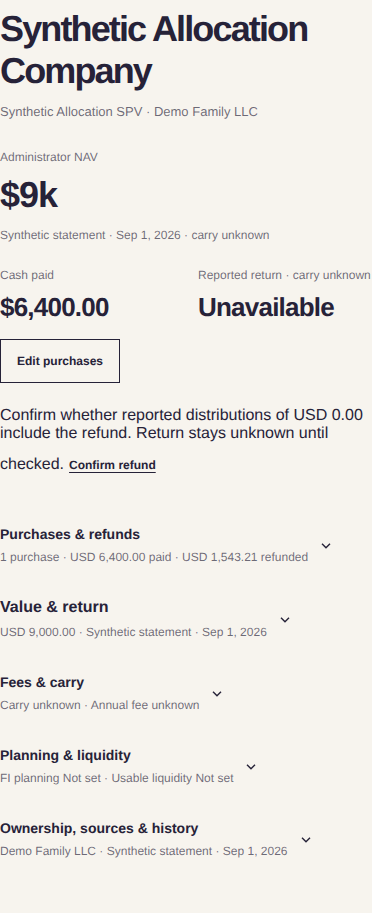 Synthetic Allocation
Company
Synthetic Allocation SPV · Demo Family LLC
Administrator NAV
$9k
Synthetic statement · Sep 1, 2026 · carry unknown
Cash paid
$6,400.00
Reported return · carry unknown
Unavailable
Edit purchases
Confirm whether reported distributions of USD 0.00
include the refund. Return stays unknown until
checked. Confirm refund
Purchases & refunds
1 purchase · USD 6,400.00 paid · USD 1,543.21 refunded
Value & return
USD 9,000.00 · Synthetic statement · Sep 1, 2026
Fees & carry
Carry unknown · Annual fee unknown
Planning & liquidity
FI planning Not set · Usable liquidity Not set
Ownership, sources & history
Demo Family LLC · Synthetic statement · Sep 1, 2026